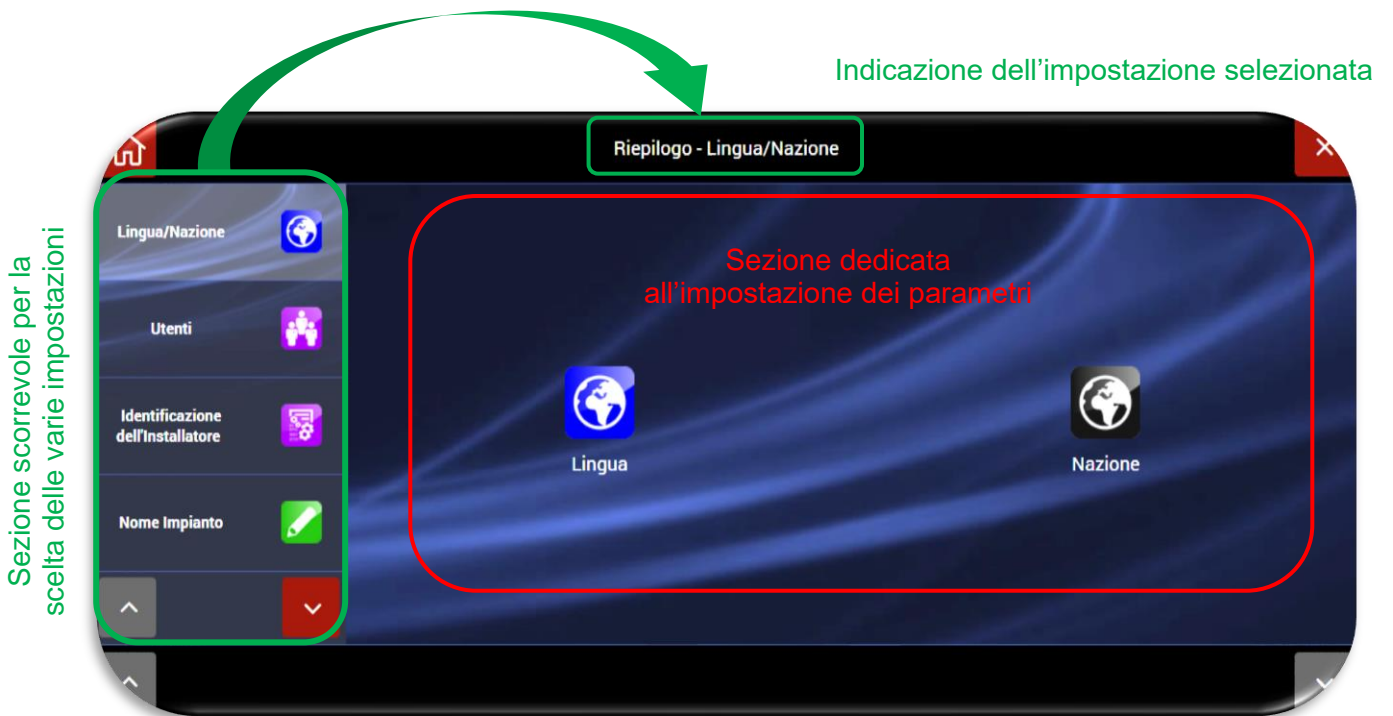 Indicazione dell’impostazione selezionata
Riepilogo - Lingua/Nazione
Sezione scorrevole per la
scelta delle varie impostazioni
Lingua/Nazione
Utenti
Identificazione
dell'Installatore
Nome Impianto
Sezione dedicata
all’impostazione dei parametri
Lingua
Nazione